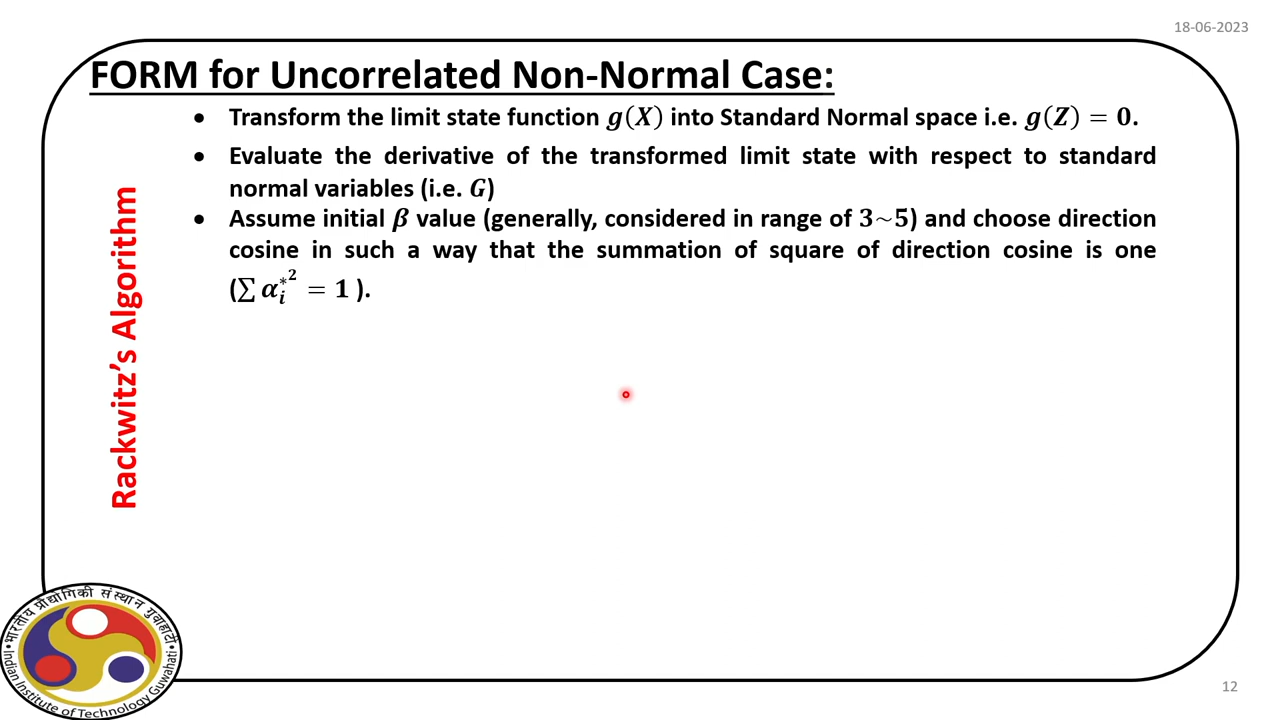 18-06-2023
FORM for Uncorrelated Non-Normal Case:
• Transform the limit state function g(X) into Standard Normal space i.e. g(Z) = 0.
• Evaluate the derivative of the transformed limit state with respect to standard
normal variables (i.e. G)
• Assume initial β value (generally, considered in range of 3~5) and choose direction
cosine in such a way that the summation of square of direction cosine is one
(∑ α_i^{*2} = 1 ).
Rackwitz’s Algorithm
भारतीय प्रौद्योगिकी संस्थान गुवाहाटी
Indian Institute of Technology Guwahati
12